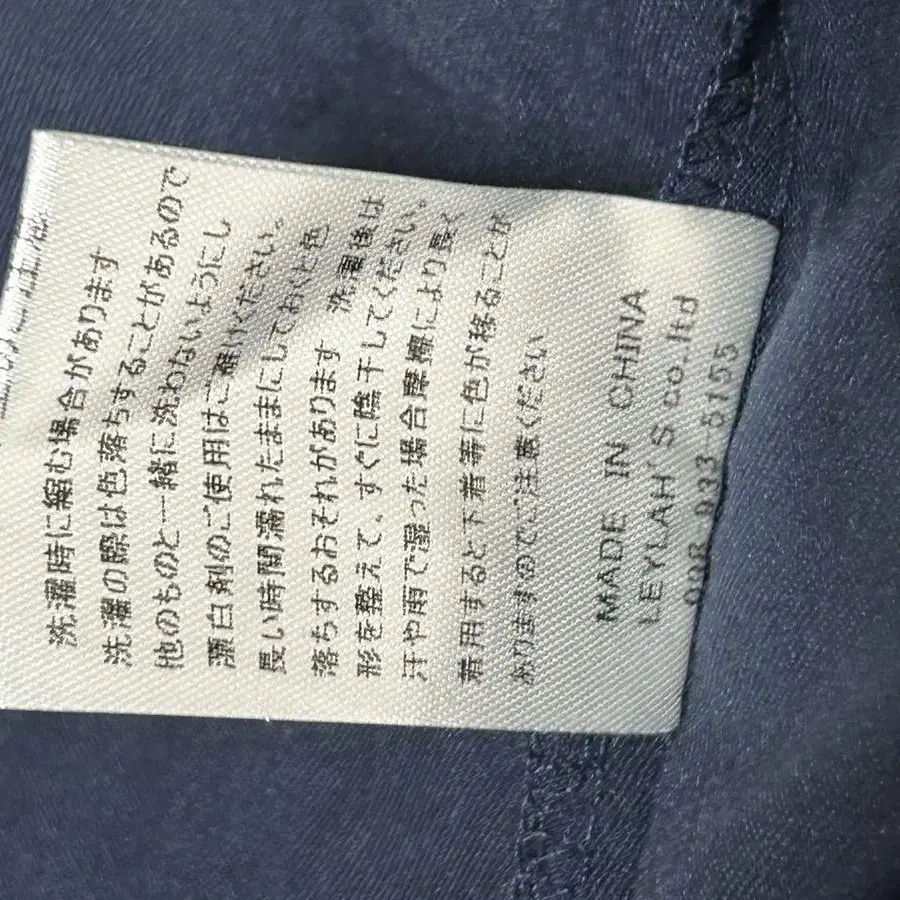 洗濯時に縮む場合があります
洗濯の際は色落ちすることがあるので
他のものと一緒に洗わないようにし
漂白剤のご使用はご遠慮ください。
長い時間濡れたままにしておくと色
落ちするおそれがあります 洗濯後は
形を整えて、すぐに陰干してください。
汗や雨で湿った場合摩擦により長く
着用すると下着等に色が移ることが
ありますのでご注意ください
MADE IN CHINA
LEYLAH'S co.ltd
933-5155